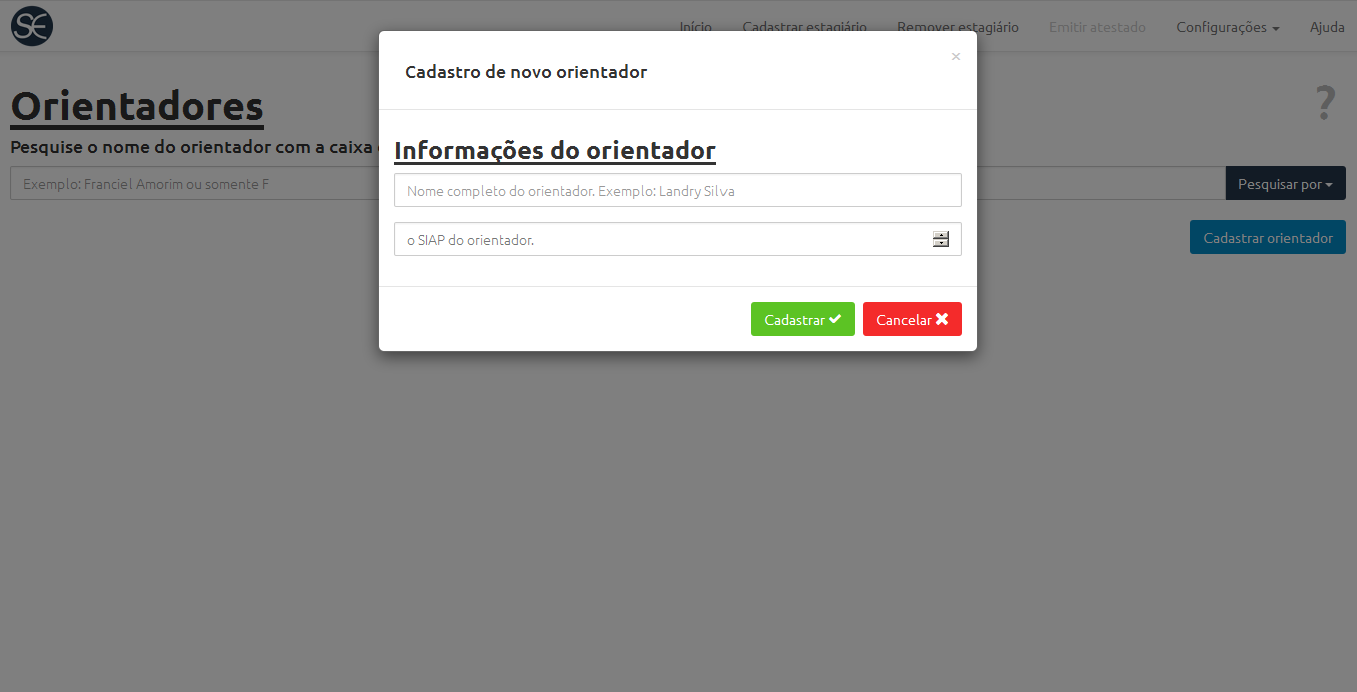 SE
Início Cadastrar estagiário Remover estagiário Emitir atestado Configurações Ajuda
Cadastro de novo orientador
×
Orientadores
?
Pesquise o nome do orientador com a caixa
Informações do orientador
Exemplo: Franciel Amorim ou somente F
Pesquisar por
Nome completo do orientador. Exemplo: Landry Silva
o SIAP do orientador.
Cadastrar orientador
Cadastrar
Cancelar